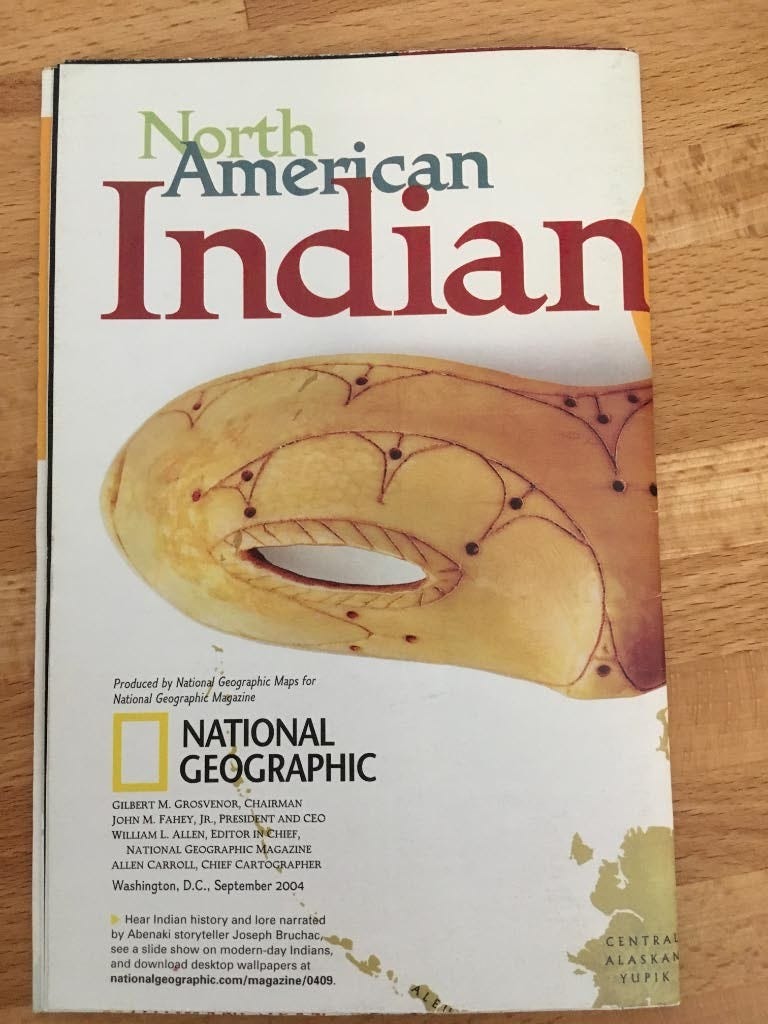 North
American
Indian
Produced by National Geographic Maps for
National Geographic Magazine
NATIONAL
GEOGRAPHIC
GILBERT M. GROSVENOR, CHAIRMAN
JOHN M. FAHEY, JR., PRESIDENT AND CEO
WILLIAM L. ALLEN, EDITOR IN CHIEF,
NATIONAL GEOGRAPHIC MAGAZINE
ALLEN CARROLL, CHIEF CARTOGRAPHER
Washington, D.C., September 2004
Hear Indian history and lore narrated
by Abenaki storyteller Joseph Bruchac,
see a slide show on modern-day Indians,
and download desktop wallpapers at
nationalgeographic.com/magazine/0409.
CENTRAL
ALASKAN
YUPIK